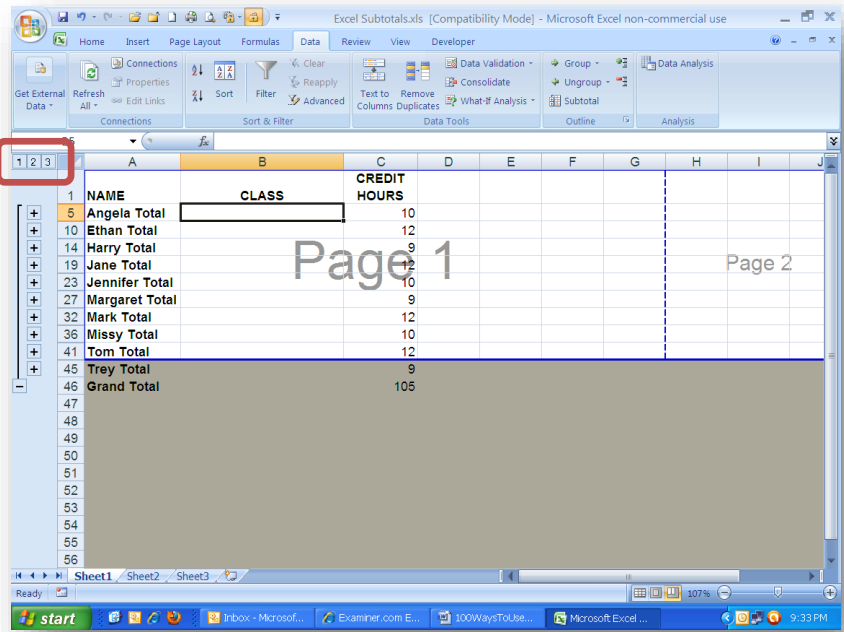 Excel Subtotals.xls [Compatibility Mode] - Microsoft Excel non-commercial use
Home Insert Page Layout Formulas Data Review View Developer
Get External Data
Refresh All
Connections
Properties
Edit Links
Connections
Sort
Filter
Clear
Reapply
Advanced
Sort & Filter
Text to Columns
Remove Duplicates
Data Validation
Consolidate
What-If Analysis
Data Tools
Group
Ungroup
Subtotal
Outline
Data Analysis
Analysis
fx
1 2 3
A B C D E F G H I J
1 NAME CLASS CREDIT HOURS
5 Angela Total 10
10 Ethan Total 12
14 Harry Total 9
19 Jane Total 12
23 Jennifer Total 10
27 Margaret Total 9
32 Mark Total 12
36 Missy Total 10
41 Tom Total 12
45 Trey Total 9
46 Grand Total 105
47
48
49
50
51
52
53
54
55
56
Page 1
Page 2
Sheet1 Sheet2 Sheet3
Ready 107%
start Inbox - Microsof... Examiner.com E... 100WaysToUse... Microsoft Excel ... 9:33 PM